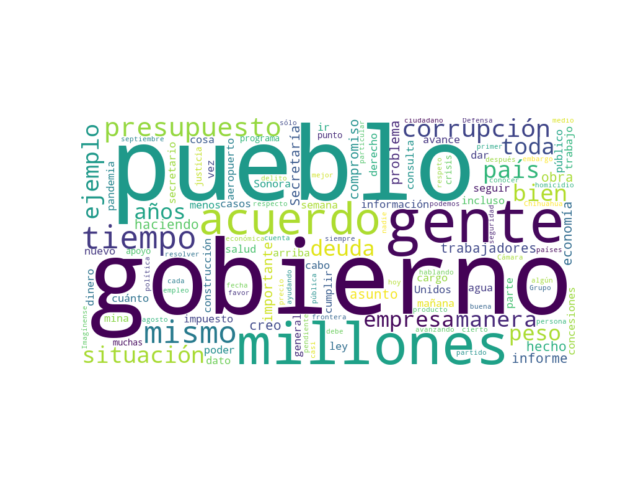 pueblo
gobierno
gente
millones
acuerdo
tiempo
mismo
presupuesto
corrupción
situación
país
bien
toda
años
deuda
empresa
manera
peso
ejemplo
trabajadores
importante
informe
hecho
asunto
economía
obra
problema
compromiso
Secretaría
secretario
construcción
aeropuerto
información
concesiones
septiembre
sólo
ciudadano
Defensa
medio
cosa
programa
ir
punto
particular
derecho
consulta
avance
primer
dar
después
público
trabajo
pandemia
justicia
vez
delito
mejor
respeto
crisis
homicidio
Sonora
seguir
menos
casos
respecto
semana
incluso
podemos
haciendo
cuenta
seguridad
nuevo
apoyo
política
económica
siempre
países
resolver
salud
arriba
Cámara
dinero
cada
cuánto
empleo
fecha
favor
ayudando
pública
cabo
cumplir
hoy
hablando
cargo
Unidos
mañana
agua
buena
parte
algún
Grupo
producto
Imagínense
mina
agosto
impuesto
creo
general
frontera
debe
avanzando
cierto
persona
muchas
poder
dato
ley
partido